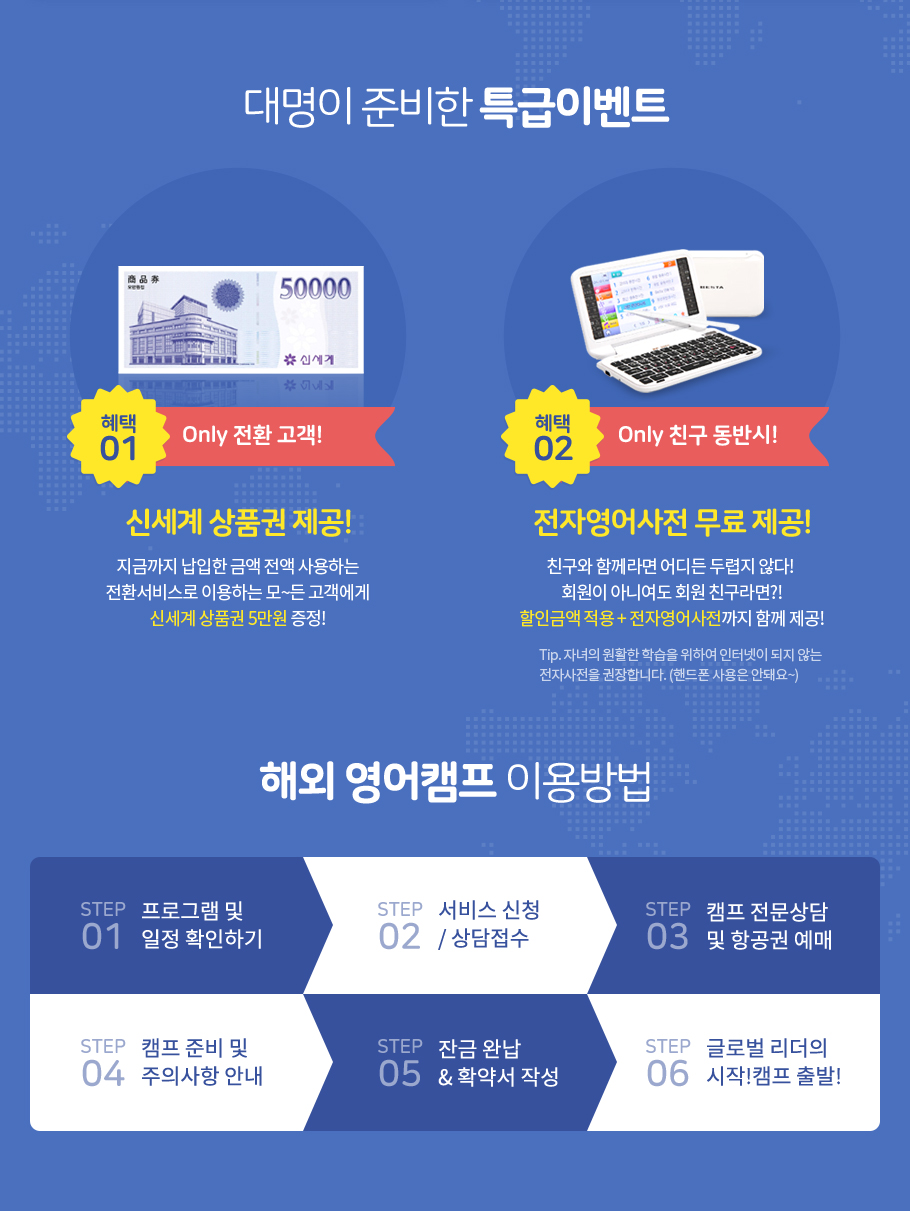 대명이 준비한 특급이벤트
商品券
50000
신세계
BESTA
혜택
01
Only 전환 고객!
혜택
02
Only 친구 동반시!
신세계 상품권 제공!
지금까지 납입한 금액 전액 사용하는
전환서비스로 이용하는 모~든 고객에게
신세계 상품권 5만원 증정!
전자영어사전 무료 제공!
친구와 함께라면 어디든 두렵지 않다!
회원이 아니여도 회원 친구라면?!
할인금액 적용 + 전자영어사전까지 함께 제공!
Tip. 자녀의 원활한 학습을 위하여 인터넷이 되지 않는
전자사전을 권장합니다. (핸드폰 사용은 안돼요~)
해외 영어캠프 이용방법
STEP
01
프로그램 및
일정 확인하기
STEP
02
서비스 신청
/ 상담접수
STEP
03
캠프 전문상담
및 항공권 예매
STEP
04
캠프 준비 및
주의사항 안내
STEP
05
잔금 완납
& 확약서 작성
STEP
06
글로벌 리더의
시작!캠프 출발!